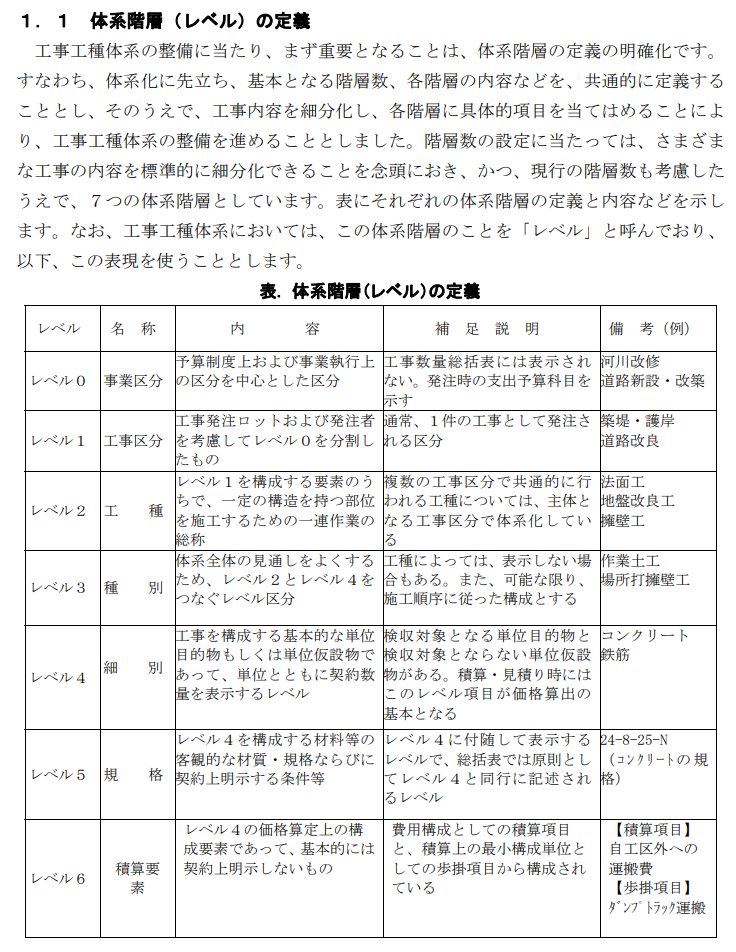 １．１　体系階層（レベル）の定義
　工事工種体系の整備に当たり、まず重要となることは、体系階層の定義の明確化です。
すなわち、体系化に先立ち、基本となる階層数、各階層の内容などを、共通的に定義する
こととし、そのうえで、工事内容を細分化し、各階層に具体的項目を当てはめることによ
り、工事工種体系の整備を進めることとしました。階層数の設定に当たっては、さまざま
な工事の内容を標準的に細分化できることを念頭におき、かつ、現行の階層数も考慮した
うえで、７つの体系階層としています。表にそれぞれの体系階層の定義と内容などを示し
ます。なお、工事工種体系においては、この体系階層のことを「レベル」と呼んでおり、
以下、この表現を使うこととします。
表．体系階層(レベル)の定義
レベル　名　称　内　容　補　足　説　明　備　考（例）
レベル０
事業区分
予算制度上および事業執行上
の区分を中心とした区分
工事数量総括表には表示され
ない。発注時の支出予算科目を
示す
河川改修
道路新設・改築
レベル１
工事区分
工事発注ロットおよび発注者
を考慮してレベル０を分割し
たもの
通常、１件の工事として発注さ
れる区分
築堤・護岸
道路改良
レベル２
工　種
レベル１を構成する要素のう
ちで、一定の構造を持つ部位
を施工するための一連作業の
総称
複数の工事区分で共通的に行
われる工種については、主体と
なる工事区分で体系化してい
る
法面工
地盤改良工
擁壁工
レベル３
種　別
体系全体の見通しをよくする
ため、レベル２とレベル４を
つなぐレベル区分
工種によっては、表示しない場
合もある。また、可能な限り、
施工順序に従った構成とする
作業土工
場所打擁壁工
レベル４
細　別
工事を構成する基本的な単位
目的物もしくは単位仮設物で
あって、単位とともに契約数
量を表示するレベル
検収対象となる単位目的物と
検収対象とならない単位仮設
物がある。積算・見積り時には
このレベル項目が価格算出の
基本となる
コンクリート
鉄筋
レベル５
規　格
レベル４を構成する材料等の
客観的な材質・規格ならびに
契約上明示する条件等
レベル４に付随して表示する
レベルで、総括表では原則とし
てレベル４と同行に記述され
るレベル
24-8-25-N
（ｺﾝｸﾘｰﾄの規
格）
レベル６
積算要
素
レベル４の価格算定上の構
成要素であって、基本的には
契約上明示しないもの
費用構成としての積算項目
と、積算上の最小構成単位と
しての歩掛項目から構成され
ている
【積算項目】
自工区外への
運搬費
【歩掛項目】
ﾀﾞﾝﾌﾟﾄﾗｯｸ運搬